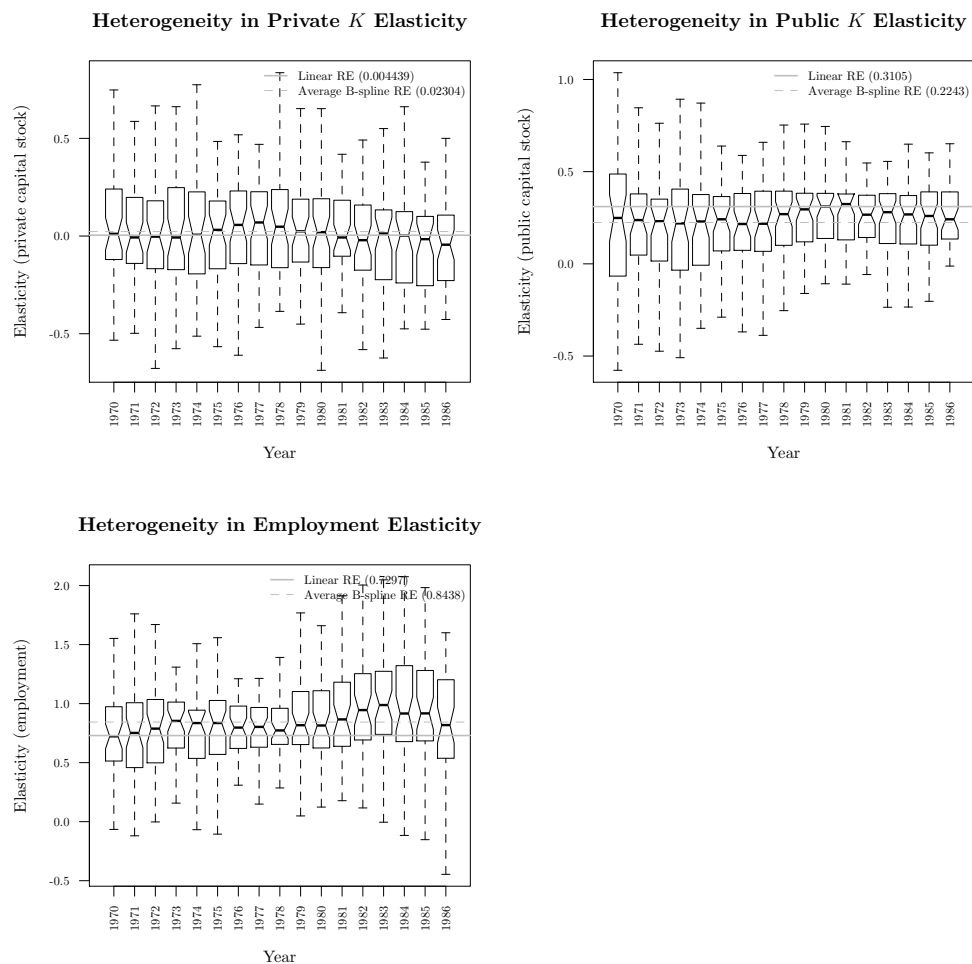 Heterogeneity in Private K Elasticity
Linear RE (0.004439)
Average B-spline RE (0.02304)
Elasticity (private capital stock)
0.5
0.0
-0.5
1970 1971 1972 1973 1974 1975 1976 1977 1978 1979 1980 1981 1982 1983 1984 1985 1986
Year
Heterogeneity in Public K Elasticity
Linear RE (0.3105)
Average B-spline RE (0.2243)
Elasticity (public capital stock)
1.0
0.5
0.0
-0.5
1970 1971 1972 1973 1974 1975 1976 1977 1978 1979 1980 1981 1982 1983 1984 1985 1986
Year
Heterogeneity in Employment Elasticity
Linear RE (0.7297)
Average B-spline RE (0.8438)
Elasticity (employment)
2.0
1.5
1.0
0.5
0.0
-0.5
1970 1971 1972 1973 1974 1975 1976 1977 1978 1979 1980 1981 1982 1983 1984 1985 1986
Year